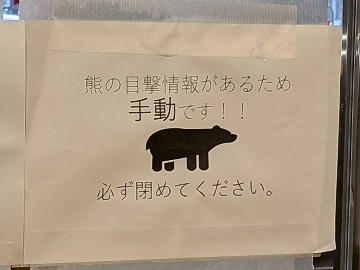 熊の目撃情報があるため
手動です！！
必ず閉めてください。